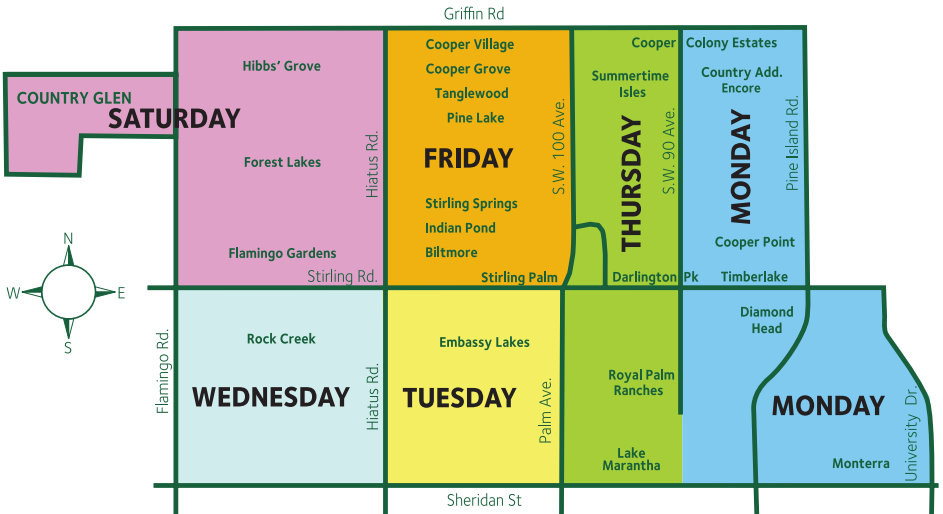 Griffin Rd
COUNTRY GLEN
SATURDAY
Hibbs' Grove
Forest Lakes
Flamingo Gardens
Stirling Rd.
Hiatus Rd.
Cooper Village
Cooper Grove
Tanglewood
Pine Lake
FRIDAY
Stirling Springs
Indian Pond
Biltmore
Stirling Palm
S.W. 100 Ave.
Cooper Colony Estates
Summertime
Isles
THURSDAY
S.W. 90 Ave.
Country Add.
Encore
MONDAY
Pine Island Rd.
Cooper Point
Darlington Pk
Timberlake
N
W
E
S
Flamingo Rd.
Rock Creek
WEDNESDAY
Hiatus Rd.
Embassy Lakes
TUESDAY
Palm Ave.
Royal Palm
Ranches
Lake
Marantha
Diamond
Head
MONDAY
Monterra
University Dr.
Sheridan St